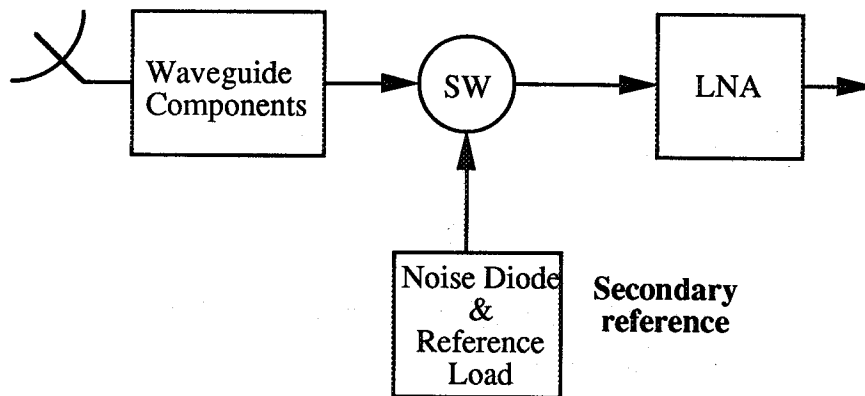 Waveguide
Components
SW
LNA
Noise Diode
&
Reference
Load
Secondary
reference